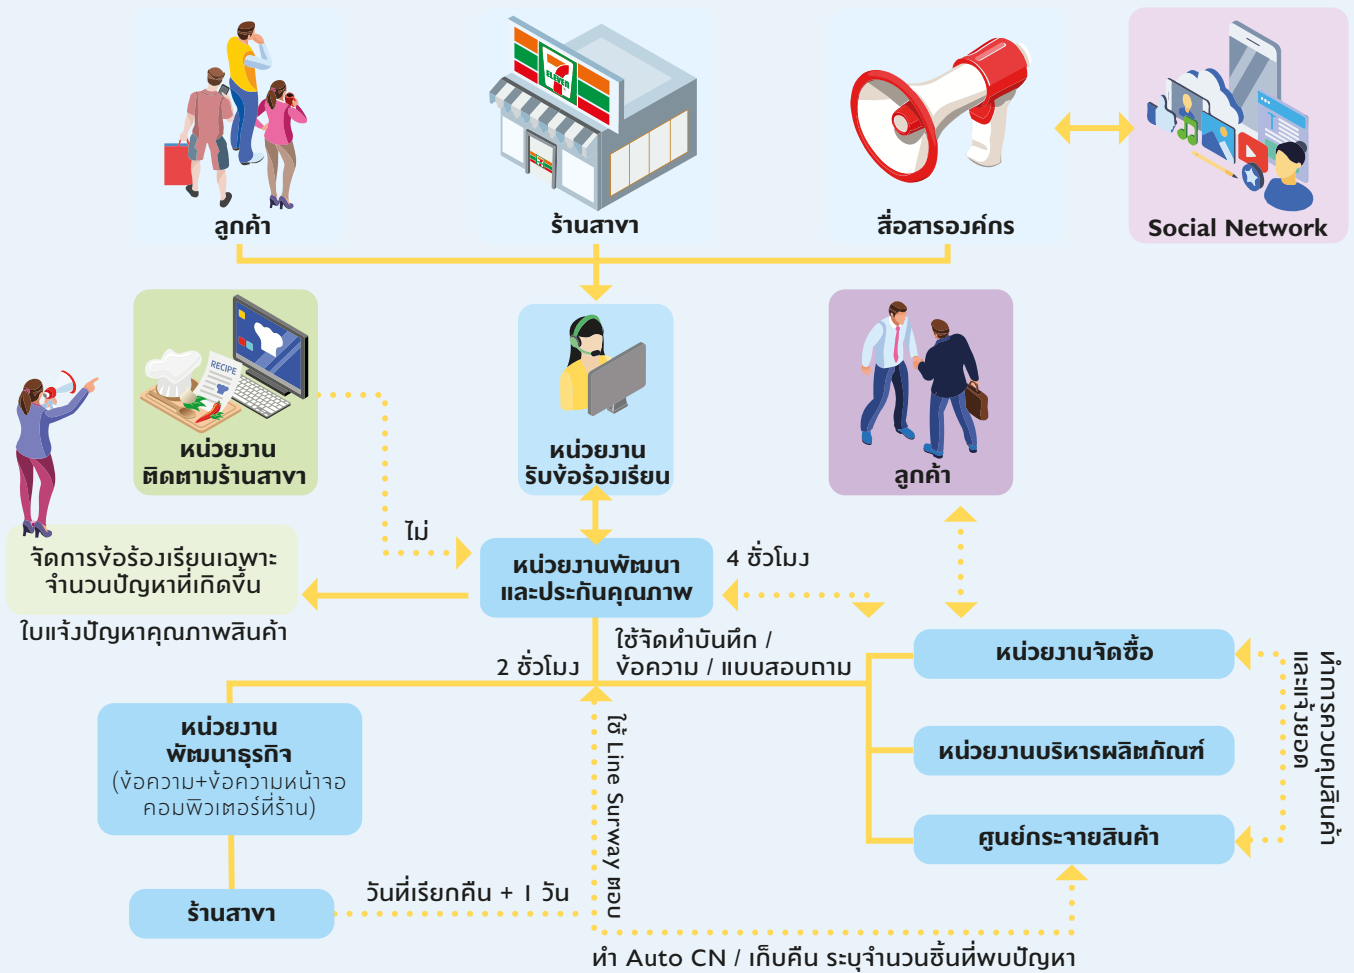 7
ELEVEN
7
ลูกค้า
ร้านสาขา
สื่อสารองค์กร
Social Network
RECIPE
หน่วยงาน
ติดตามร้านสาขา
หน่วยงาน
รับข้อร้องเรียน
ลูกค้า
ไม่
จัดการข้อร้องเรียนเฉพาะ
จำนวนปัญหาที่เกิดขึ้น
ใบแจ้งปัญหาคุณภาพสินค้า
หน่วยงานพัฒนา
และประกันคุณภาพ
4 ชั่วโมง
2 ชั่วโมง
ใช้จัดทำบันทึก /
ข้อความ / แบบสอบถาม
หน่วยงานจัดซื้อ
หน่วยงานบริหารผลิตภัณฑ์
ศูนย์กระจายสินค้า
ทำการควบคุมสินค้า
และแจ้งยอด
หน่วยงาน
พัฒนาธุรกิจ
(ข้อความ+ข้อความหน้าจอ
คอมพิวเตอร์ที่ร้าน)
ใช้ Line Surway ตอบ
ร้านสาขา
วันที่เรียกคืน + 1 วัน
ทำ Auto CN / เก็บคืน ระบุจำนวนชิ้นที่พบปัญหา